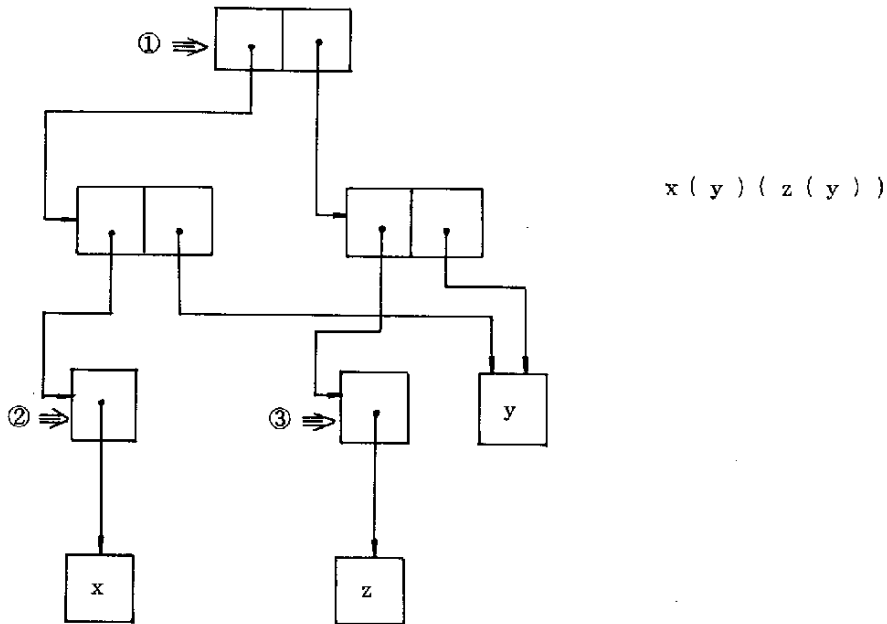 ①
x ( y ) ( z ( y ) )
②
③
y
x
z